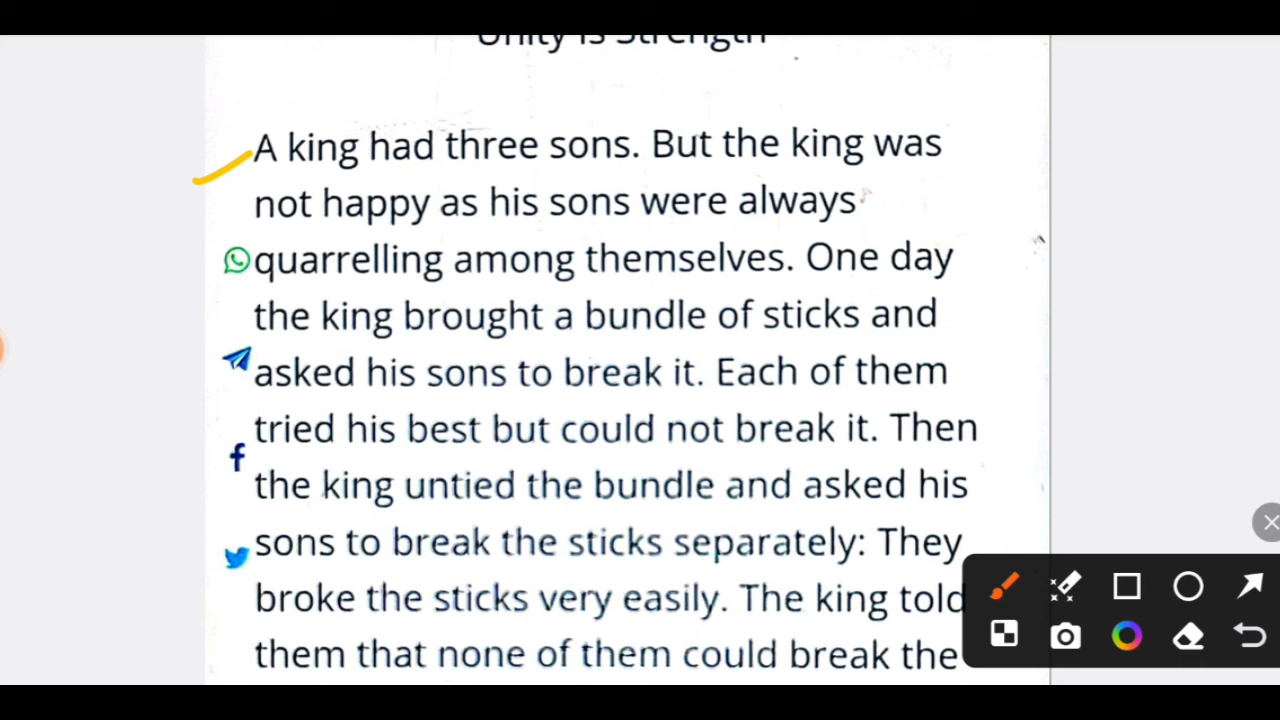 Unity is Strength
A king had three sons. But the king was
not happy as his sons were always
quarrelling among themselves. One day
the king brought a bundle of sticks and
asked his sons to break it. Each of them
tried his best but could not break it. Then
the king untied the bundle and asked his
sons to break the sticks separately: They
broke the sticks very easily. The king told
them that none of them could break the